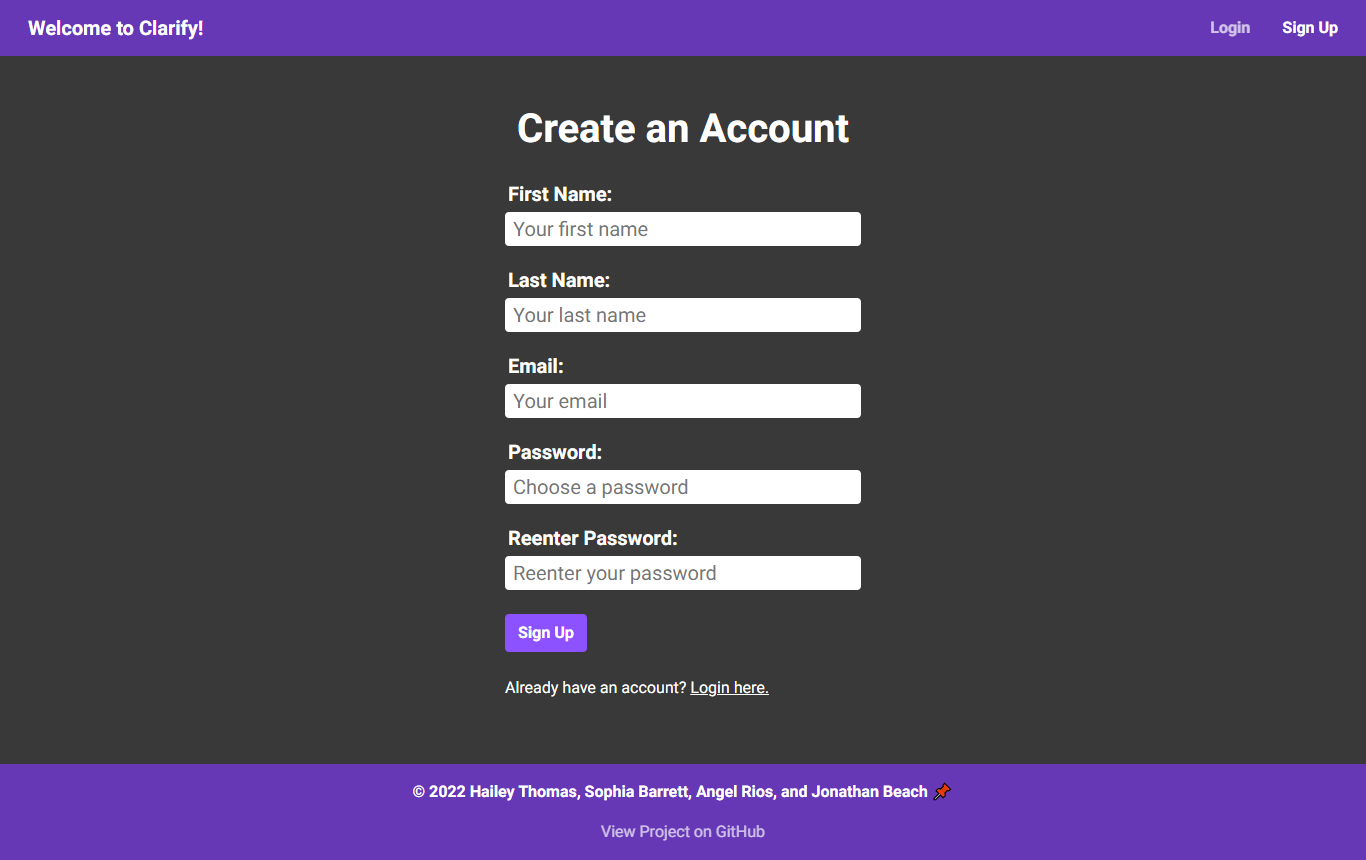 Welcome to Clarify!
Login
Sign Up
Create an Account
First Name:
Your first name
Last Name:
Your last name
Email:
Your email
Password:
Choose a password
Reenter Password:
Reenter your password
Sign Up
Already have an account? Login here.
© 2022 Hailey Thomas, Sophia Barrett, Angel Rios, and Jonathan Beach 📌
View Project on GitHub